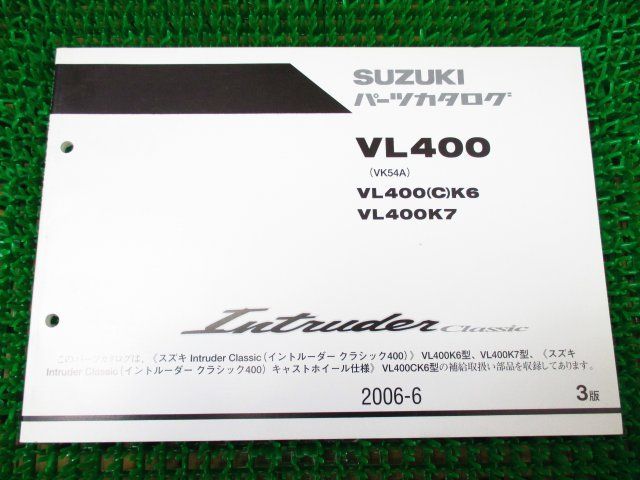 SUZUKI
パーツカタログ
VL400
(VK54A)
VL400(C)K6
VL400K7
Intruder Classic
このパーツカタログは、《スズキ Intruder Classic（イントルーダー クラシック400）》 VL400K6型、VL400K7型、《スズキ
Intruder Classic（イントルーダー クラシック400） キャストホイール仕様》 VL400CK6型の補給取扱い部品を収録してあります。
2006-6
3版